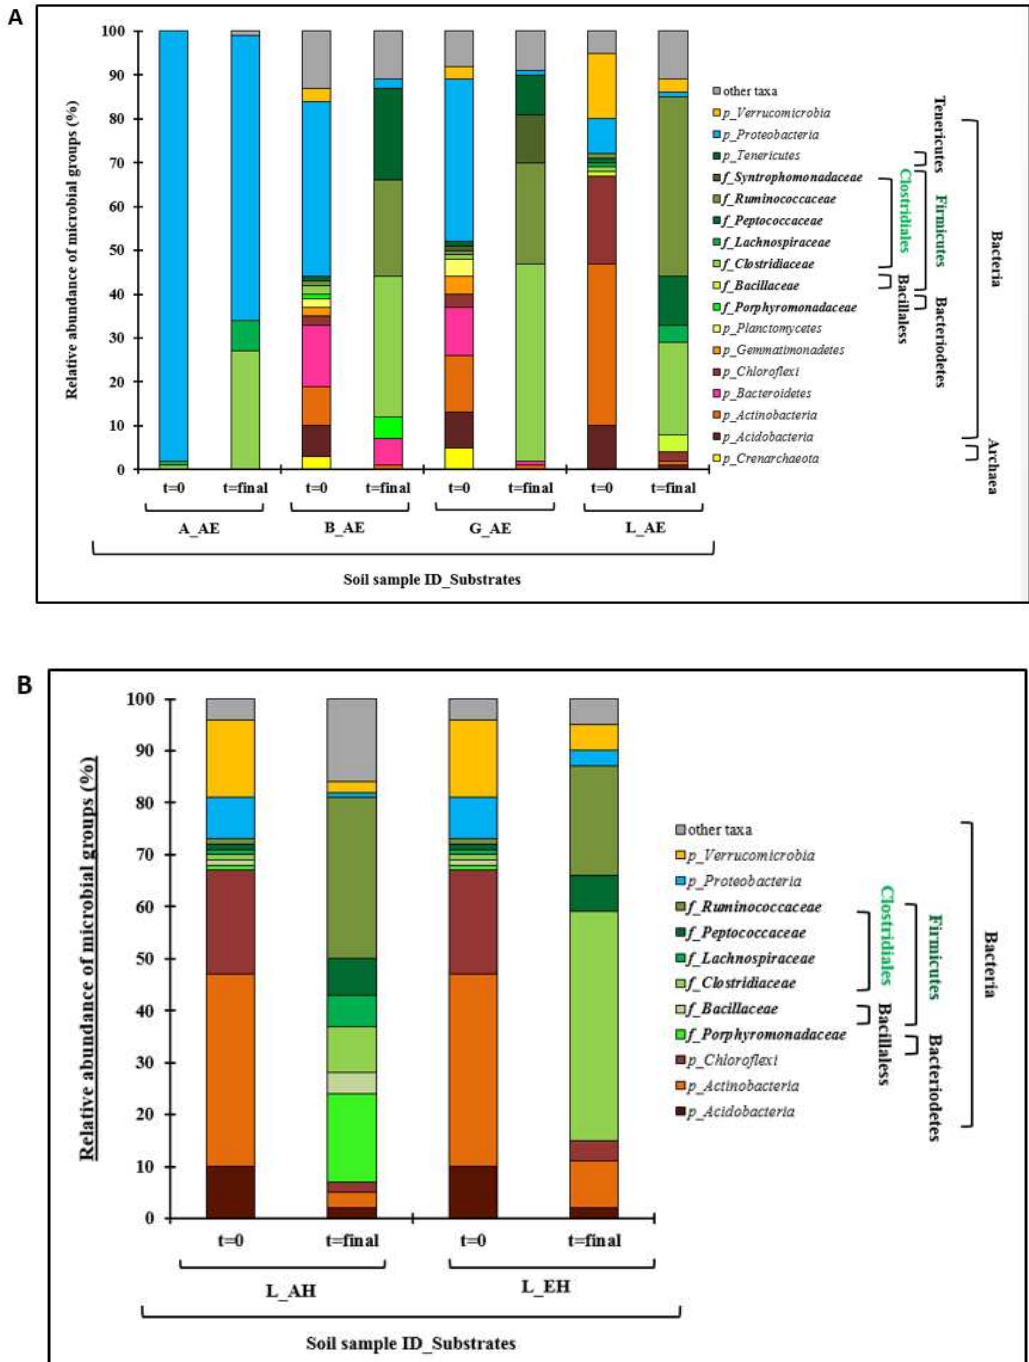 A
Relative abundance of microbial groups (%)
100
90
80
70
60
50
40
30
20
10
0
t=0
t=final
t=0
t=final
t=0
t=final
t=0
t=final
A_AE
B_AE
G_AE
L_AE
Soil sample ID_Substrates
other taxa
p_Verrucomicrobia
p_Proteobacteria
p_Tenericutes
f_Syntrophomonadaceae
f_Ruminococcaceae
f_Peptococcaceae
f_Lachnospiraceae
f_Clostridiaceae
f_Bacillaceae
f_Porphyromonadaceae
p_Planctomycetes
p_Gemmatimonadetes
p_Chloroflexi
p_Bacteroidetes
p_Actinobacteria
p_Acidobacteria
p_Crenarchaeota
Clostridiales
Bacillaless
Tenericutes
Firmicutes
Bacteriodetes
Bacteria
Archaea
B
Relative abundance of microbial groups (%)
100
90
80
70
60
50
40
30
20
10
0
t=0
t=final
t=0
t=final
L_AH
L_EH
Soil sample ID_Substrates
other taxa
p_Verrucomicrobia
p_Proteobacteria
f_Ruminococcaceae
f_Peptococcaceae
f_Lachnospiraceae
f_Clostridiaceae
f_Bacillaceae
f_Porphyromonadaceae
p_Chloroflexi
p_Actinobacteria
p_Acidobacteria
Clostridiales
Bacillaless
Firmicutes
Bacteriodetes
Bacteria